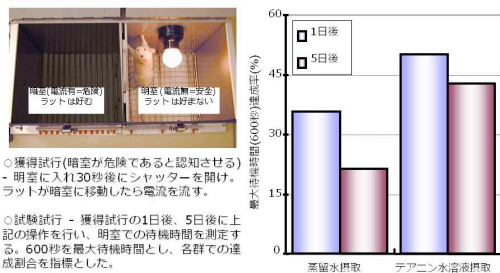 暗室(電流有=危険)
ラットは好む
明室(電流無=安全)
ラットは好まない
○獲得試行(暗室が危険であると認知させる)
- 明室に入れ30秒後にシャッターを開け。
ラットが暗室に移動したら電流を流す。
○試験試行 - 獲得試行の1日後、5日後に上
記の操作を行い、明室での待機時間を測定す
る。600秒を最大待機時間とし、各群での達
成割合を指標とした。
最大待機時間(600秒)達成率(%)
60
45
30
15
0
1日後
5日後
蒸留水摂取
テアニン水溶液摂取